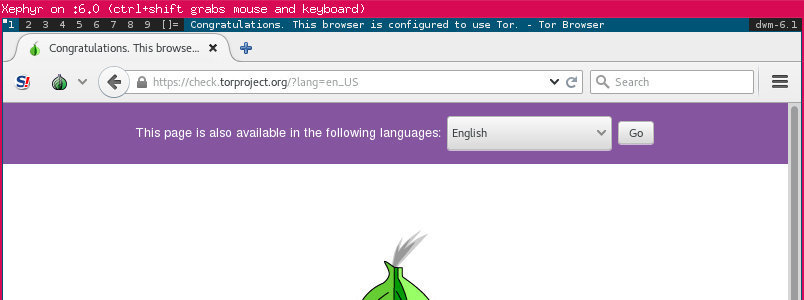 Xephyr on :6.0 (ctrl+shift grabs mouse and keyboard)
1 2 3 4 5 6 7 8 9 []= Congratulations. This browser is configured to use Tor. - Tor Browser dwm-6.1
Congratulations. This browse...
S! https://check.torproject.org/?lang=en_US Search
This page is also available in the following languages: English Go